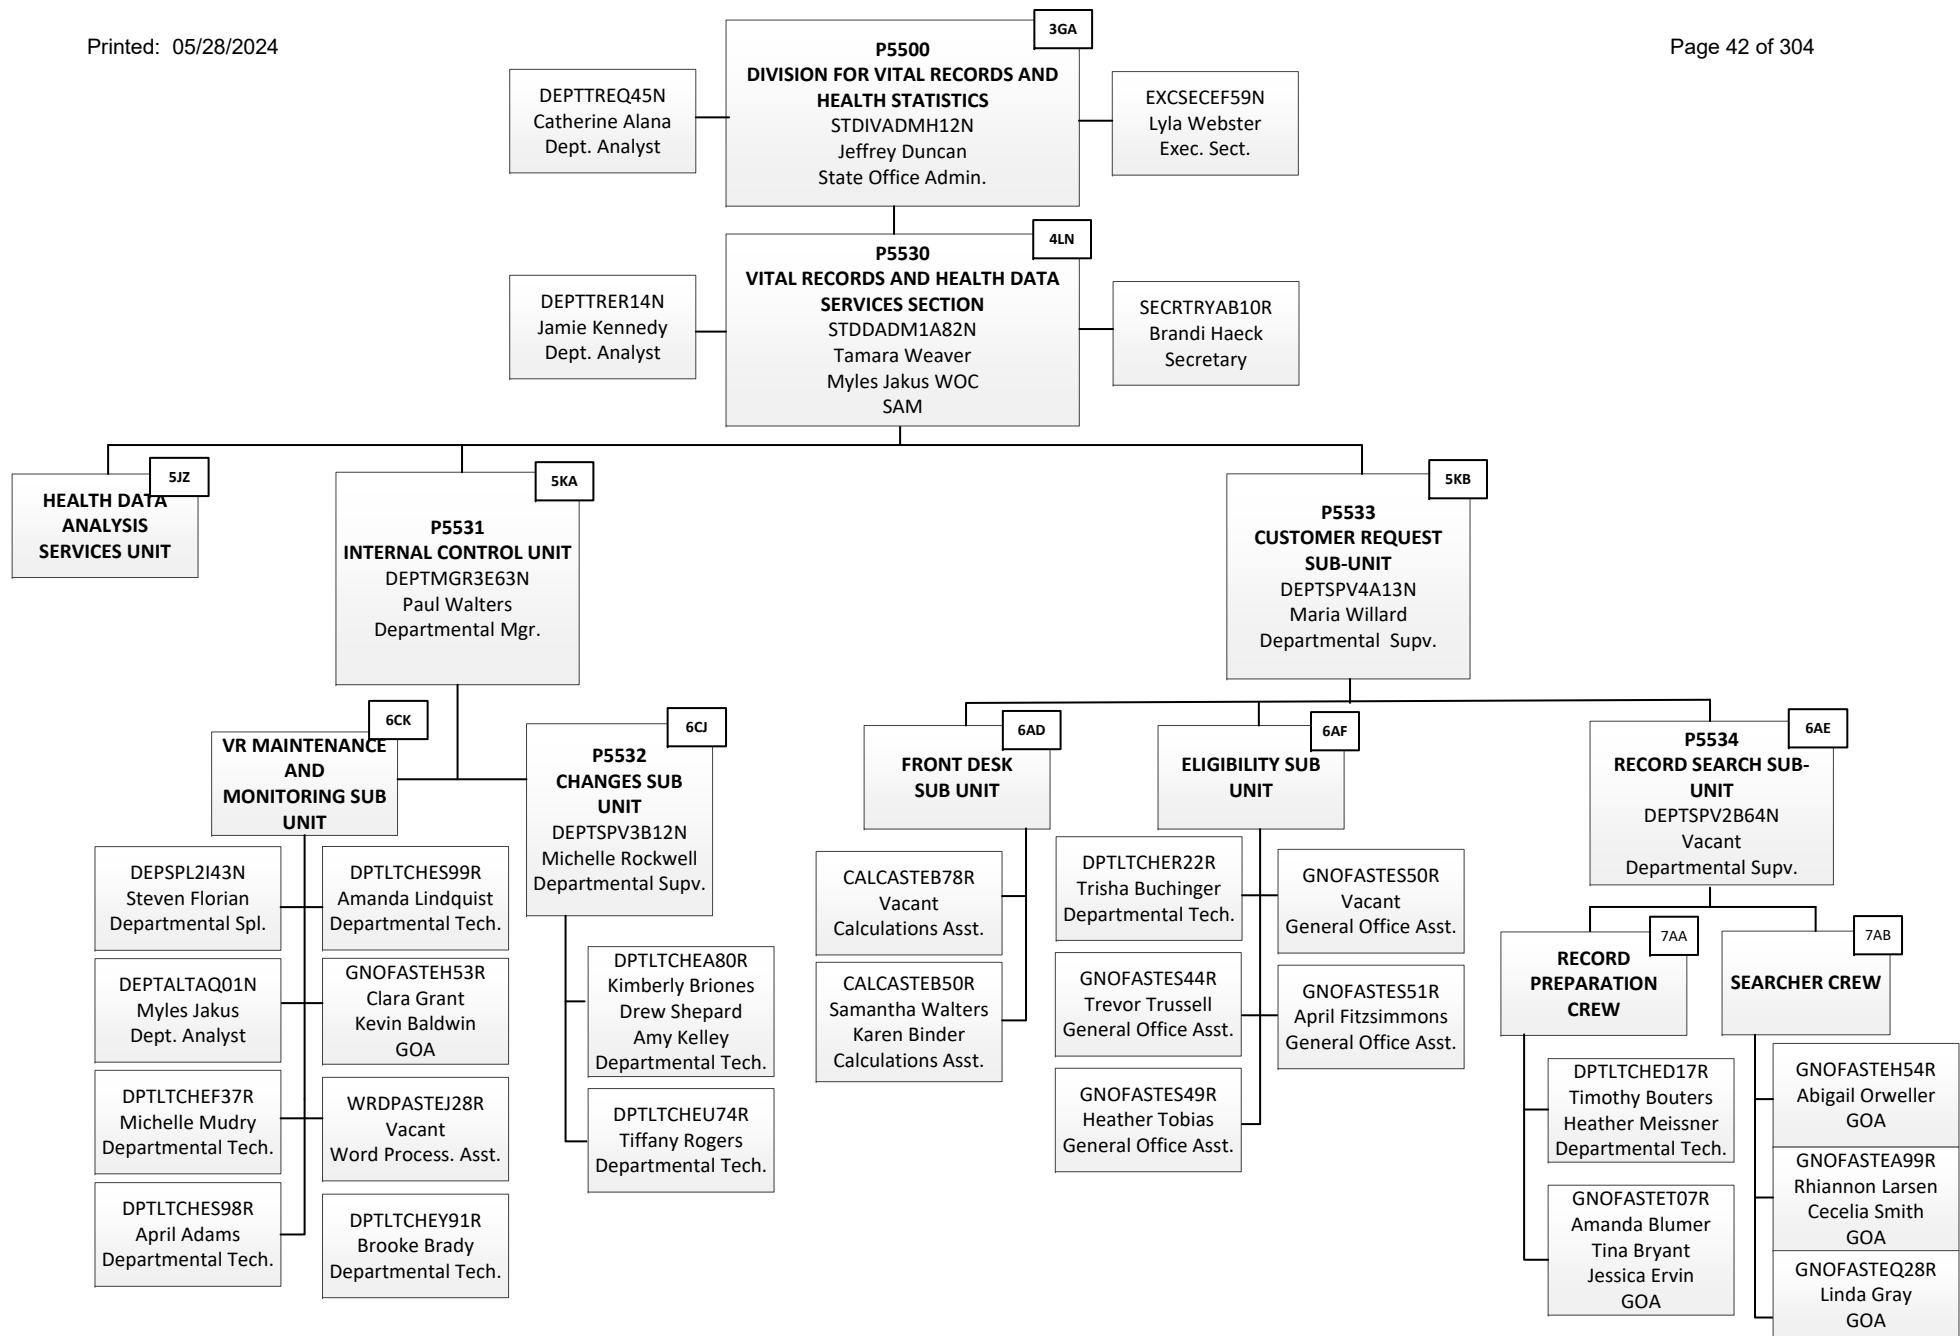 Printed: 05/28/2024
Page 42 of 304
3GA
P5500
DIVISION FOR VITAL RECORDS AND
HEALTH STATISTICS
STDIVADMH12N
Jeffrey Duncan
State Office Admin.
DEPTTREQ45N
Catherine Alana
Dept. Analyst
EXCSECEF59N
Lyla Webster
Exec. Sect.
4LN
P5530
VITAL RECORDS AND HEALTH DATA
SERVICES SECTION
STDDADM1A82N
Tamara Weaver
Myles Jakus WOC
SAM
DEPTTRER14N
Jamie Kennedy
Dept. Analyst
SECRTRYAB10R
Brandi Haeck
Secretary
5JZ
HEALTH DATA
ANALYSIS
SERVICES UNIT
5KA
P5531
INTERNAL CONTROL UNIT
DEPTMGR3E63N
Paul Walters
Departmental Mgr.
5KB
P5533
CUSTOMER REQUEST
SUB-UNIT
DEPTSPV4A13N
Maria Willard
Departmental Supv.
6CK
VR MAINTENANCE
AND
MONITORING SUB
UNIT
6CJ
P5532
CHANGES SUB
UNIT
DEPTSPV3B12N
Michelle Rockwell
Departmental Supv.
6AD
FRONT DESK
SUB UNIT
6AF
ELIGIBILITY SUB
UNIT
6AE
P5534
RECORD SEARCH SUB-
UNIT
DEPTSPV2B64N
Vacant
Departmental Supv.
DEPSPL2I43N
Steven Florian
Departmental Spl.
DPTLTCHES99R
Amanda Lindquist
Departmental Tech.
DEPTALTAQ01N
Myles Jakus
Dept. Analyst
GNOFASTEH53R
Clara Grant
Kevin Baldwin
GOA
DPTLTCHEF37R
Michelle Mudry
Departmental Tech.
WRDPASTEJ28R
Vacant
Word Process. Asst.
DPTLTCHES98R
April Adams
Departmental Tech.
DPTLTCHEY91R
Brooke Brady
Departmental Tech.
DPTLTCHEA80R
Kimberly Briones
Drew Shepard
Amy Kelley
Departmental Tech.
DPTLTCHEU74R
Tiffany Rogers
Departmental Tech.
CALCASTEB78R
Vacant
Calculations Asst.
CALCASTEB50R
Samantha Walters
Karen Binder
Calculations Asst.
DPTLTCHER22R
Trisha Buchinger
Departmental Tech.
GNOFASTES50R
Vacant
General Office Asst.
GNOFASTES44R
Trevor Trussell
General Office Asst.
GNOFASTES51R
April Fitzsimmons
General Office Asst.
GNOFASTES49R
Heather Tobias
General Office Asst.
7AA
RECORD
PREPARATION
CREW
7AB
SEARCHER CREW
DPTLTCHED17R
Timothy Bouters
Heather Meissner
Departmental Tech.
GNOFASTET07R
Amanda Blumer
Tina Bryant
Jessica Ervin
GOA
GNOFASTEH54R
Abigail Orweller
GOA
GNOFASTEA99R
Rhiannon Larsen
Cecelia Smith
GOA
GNOFASTEQ28R
Linda Gray
GOA